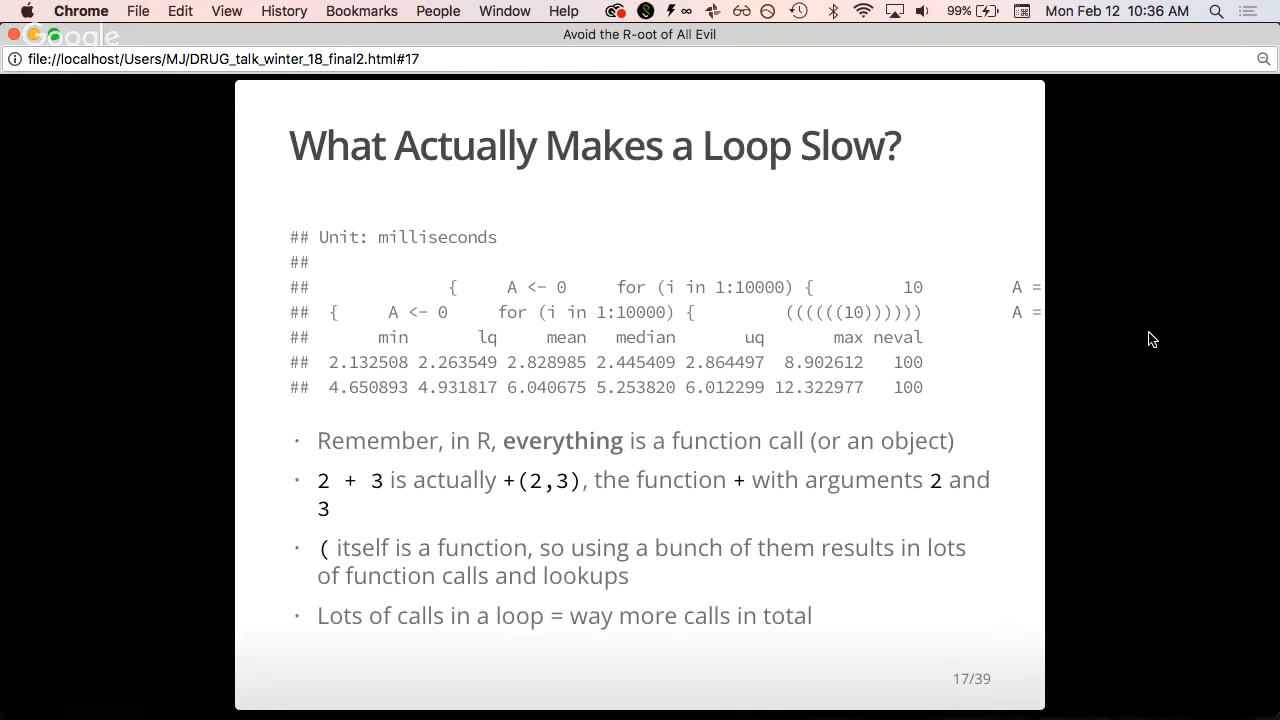 Chrome File Edit View History Bookmarks People Window Help 99% Mon Feb 12 10:36 AM
Google
Avoid the R-oot of All Evil
file://localhost/Users/MJ/DRUG_talk_winter_18_final2.html#17
What Actually Makes a Loop Slow?
## Unit: milliseconds
##
## { A <- 0 for (i in 1:10000) { 10 A =
## { A <- 0 for (i in 1:10000) { ((((((10)))))) A =
## min lq mean median uq max neval
## 2.132508 2.263549 2.828985 2.445409 2.864497 8.902612 100
## 4.650893 4.931817 6.040675 5.253820 6.012299 12.322977 100
· Remember, in R, everything is a function call (or an object)
· 2 + 3 is actually +(2,3), the function + with arguments 2 and
3
· ( itself is a function, so using a bunch of them results in lots
of function calls and lookups
· Lots of calls in a loop = way more calls in total
17/39